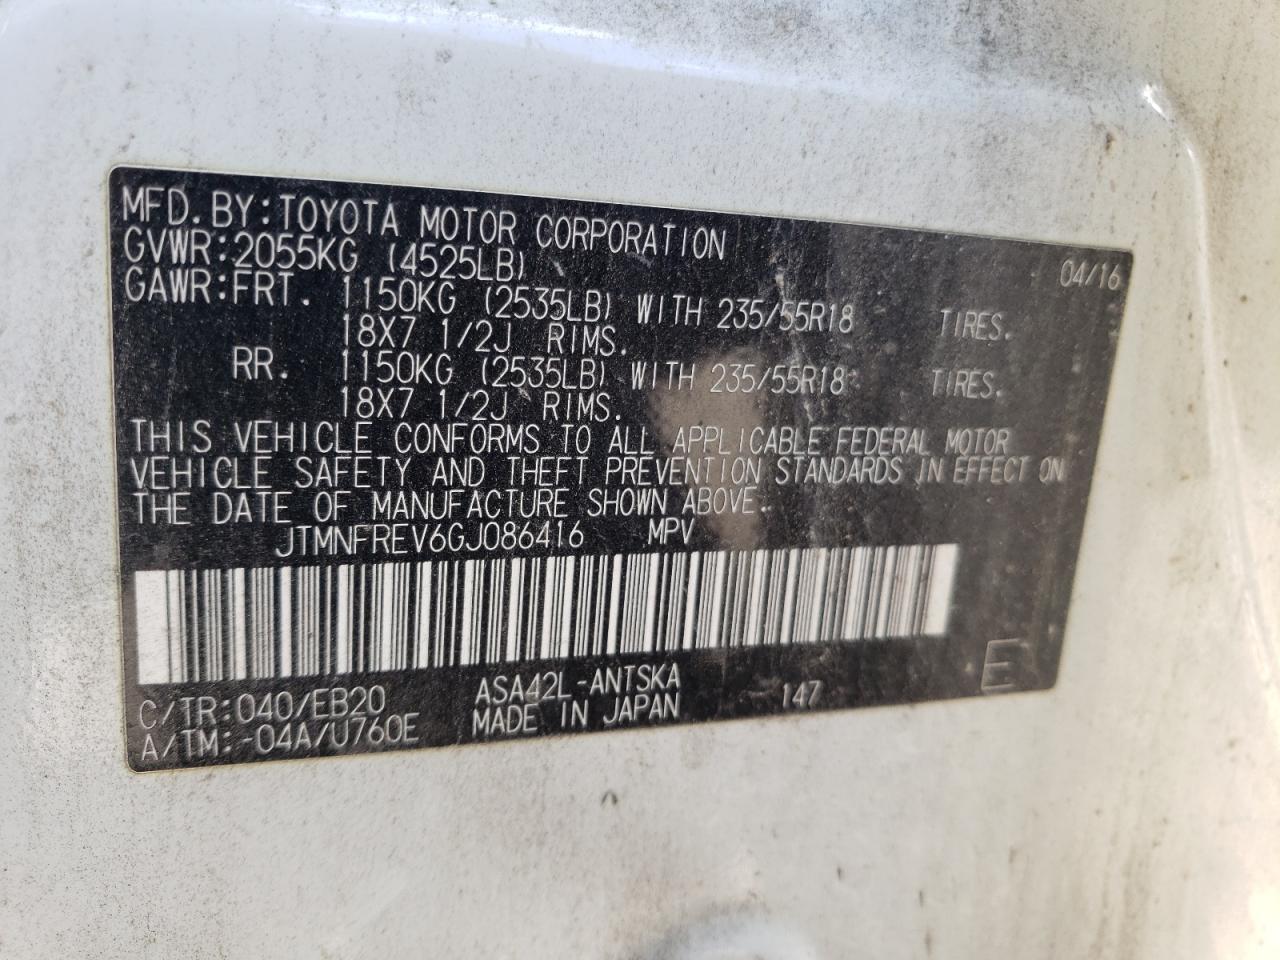 MFD.BY:TOYOTA MOTOR CORPORATION 04/16
GVWR:2055KG (4525LB)
GAWR:FRT. 1150KG (2535LB) WITH 235/55R18 TIRES.
18X7 1/2J RIMS.
RR. 1150KG (2535LB) WITH 235/55R18 TIRES.
18X7 1/2J RIMS.
THIS VEHICLE CONFORMS TO ALL APPLICABLE FEDERAL MOTOR
VEHICLE SAFETY AND THEFT PREVENTION STANDARDS IN EFFECT ON
THE DATE OF MANUFACTURE SHOWN ABOVE.
JTMNFREV6GJ086416 MPV
C/TR:040/EB20 ASA42L-ANTSKA 147 E
A/TM:-04A/U760E MADE IN JAPAN